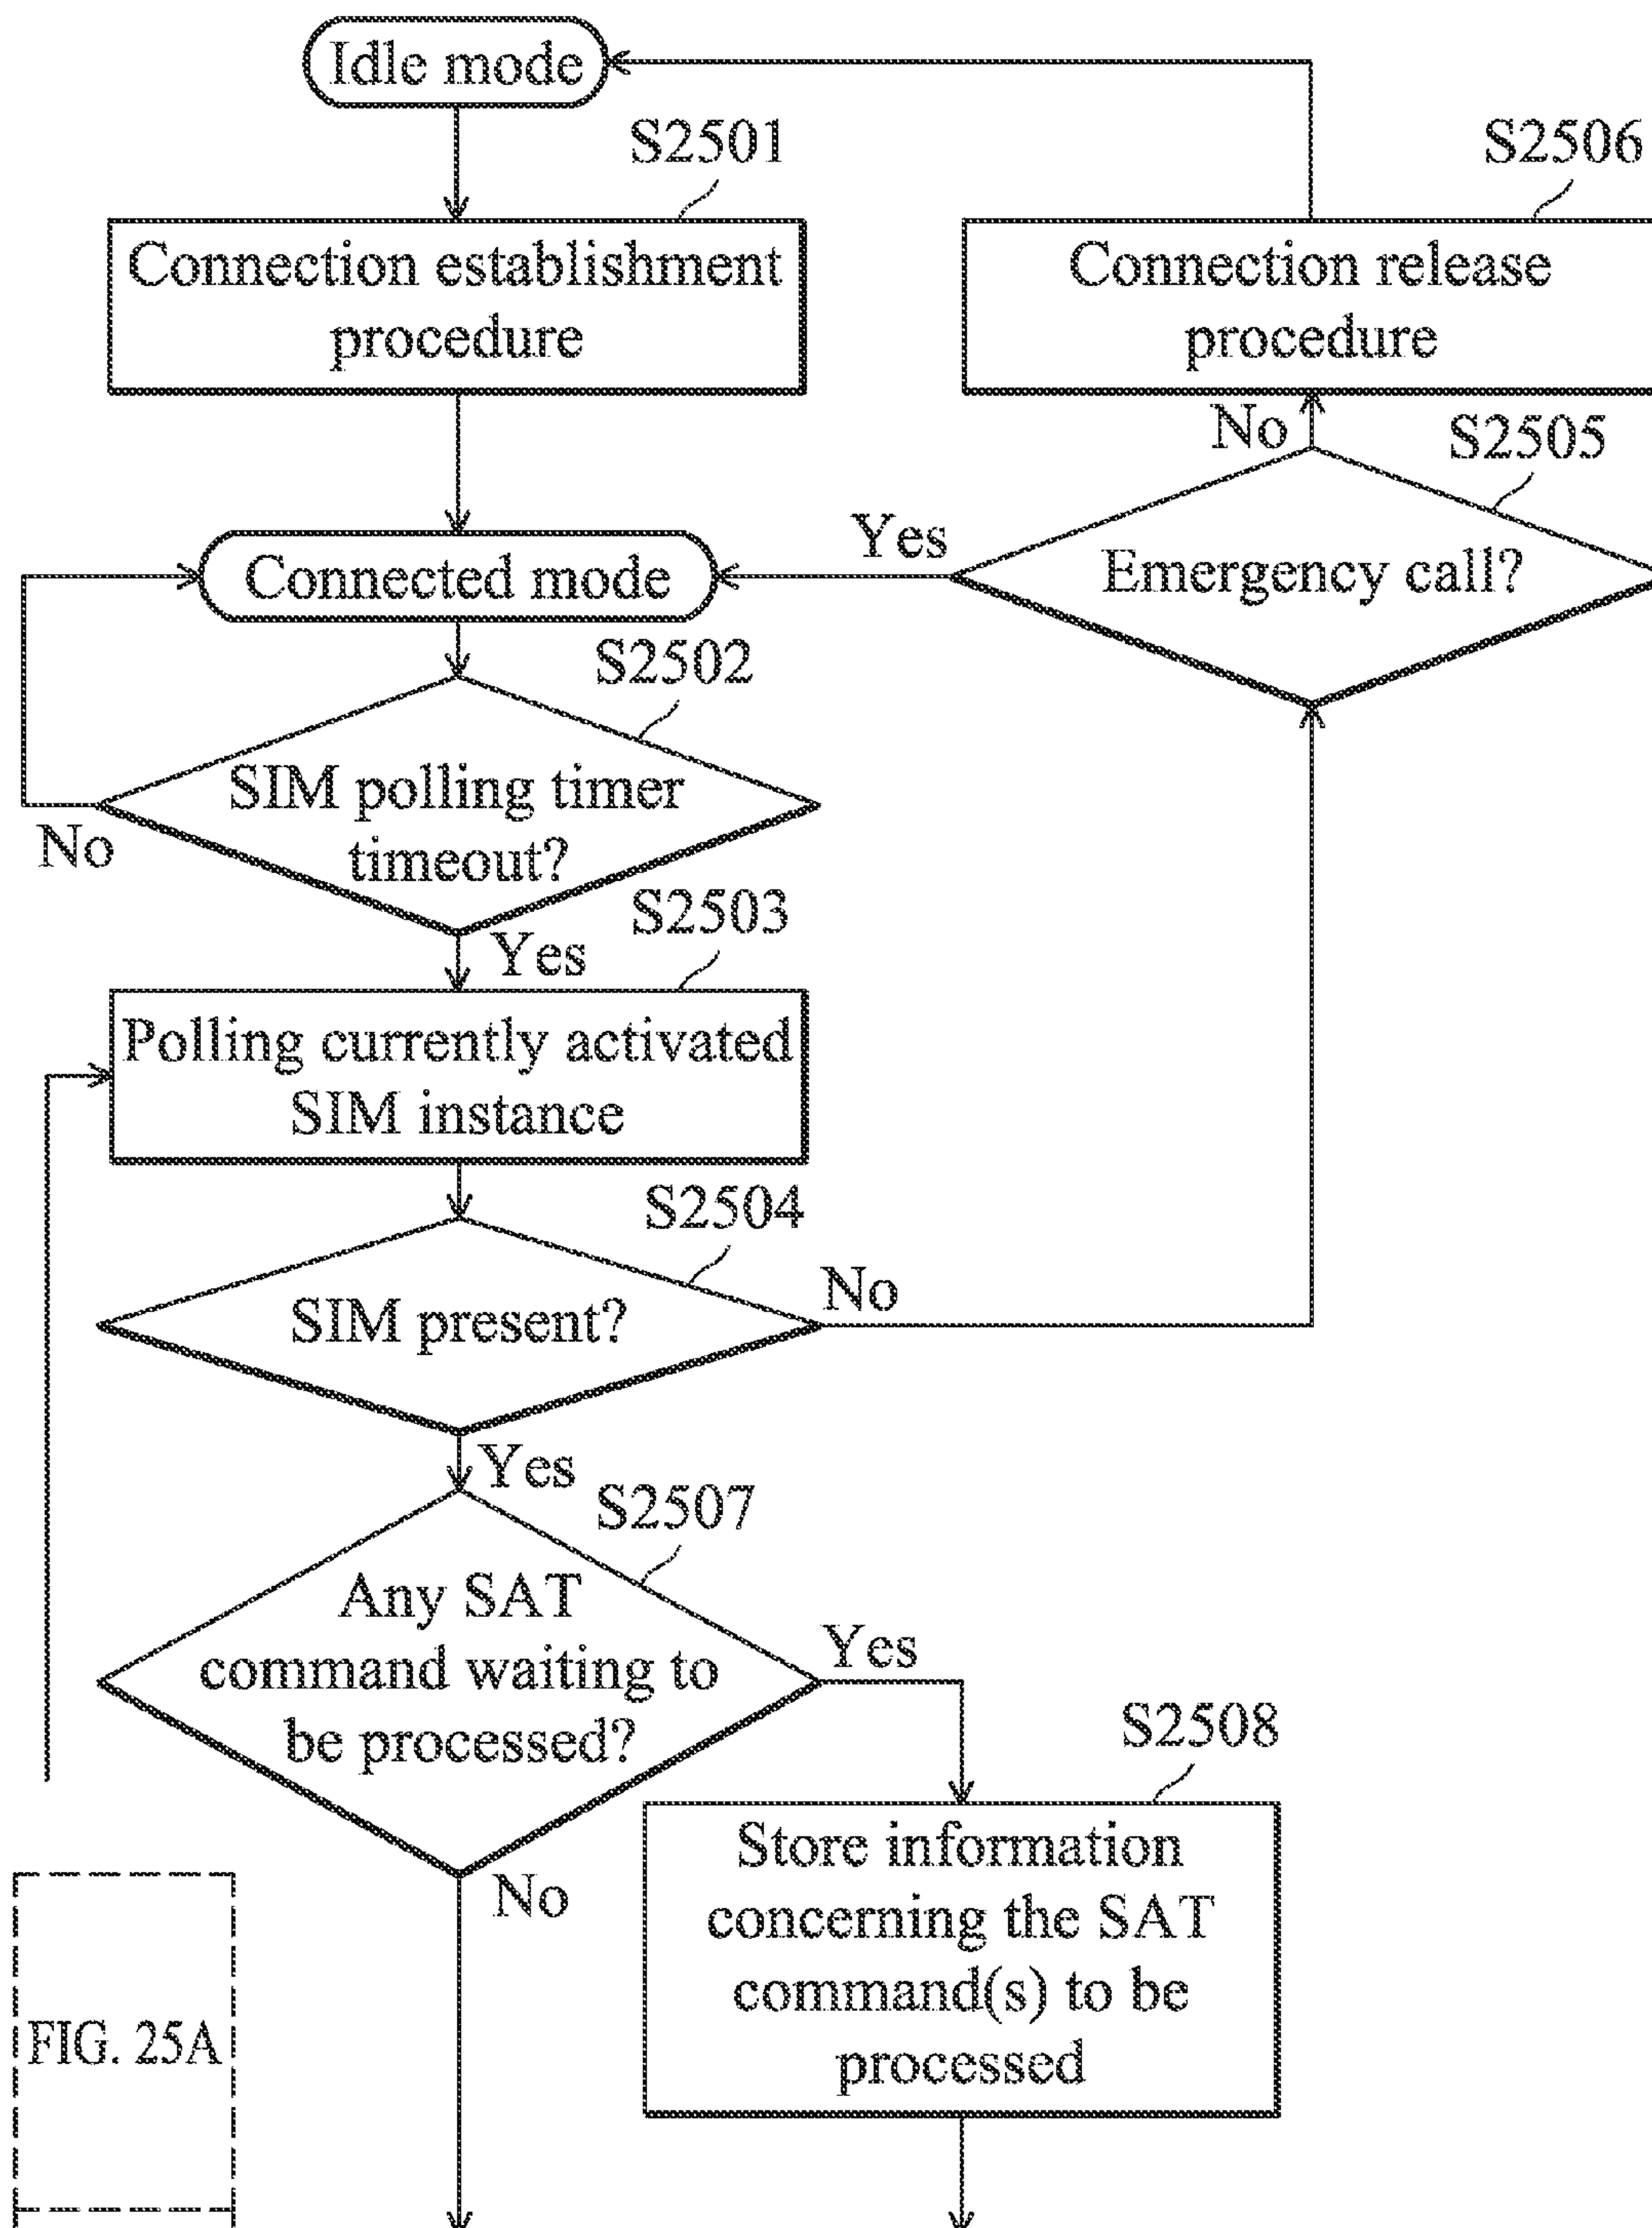 Idle mode
S2501
S2506
Connection establishment
procedure
Connection release
procedure
No
S2505
Yes
Emergency call?
Connected mode
S2502
SIM polling timer
timeout?
No
S2503
Yes
Polling currently activated
SIM instance
S2504
SIM present?
No
Yes
S2507
Any SAT
command waiting to
be processed?
Yes
S2508
No
Store information
concerning the SAT
command(s) to be
processed
FIG. 25A